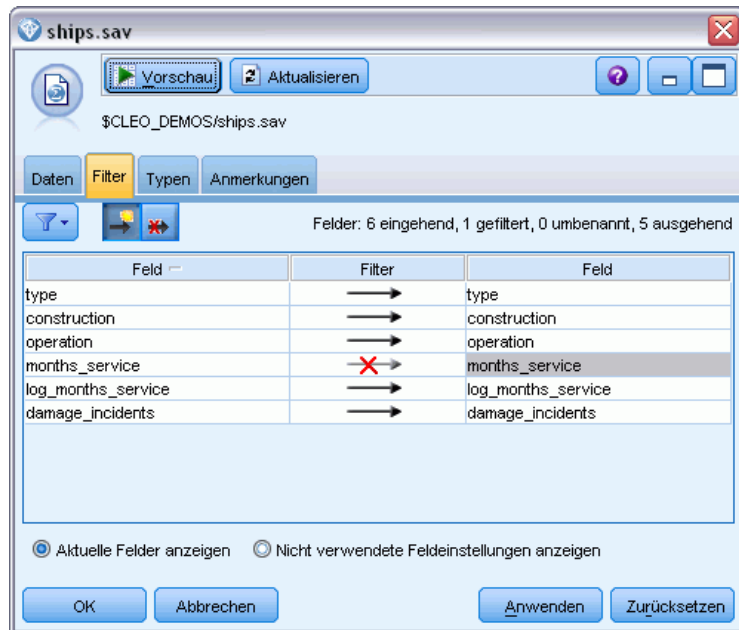 ships.sav
Vorschau Aktualisieren
$CLEO_DEMOS/ships.sav
Daten Filter Typen Anmerkungen
Felder: 6 eingehend, 1 gefiltert, 0 umbenannt, 5 ausgehend
Feld Filter Feld
type type
construction construction
operation operation
months_service months_service
log_months_service log_months_service
damage_incidents damage_incidents
Aktuelle Felder anzeigen Nicht verwendete Feldeinstellungen anzeigen
OK Abbrechen Anwenden Zurücksetzen